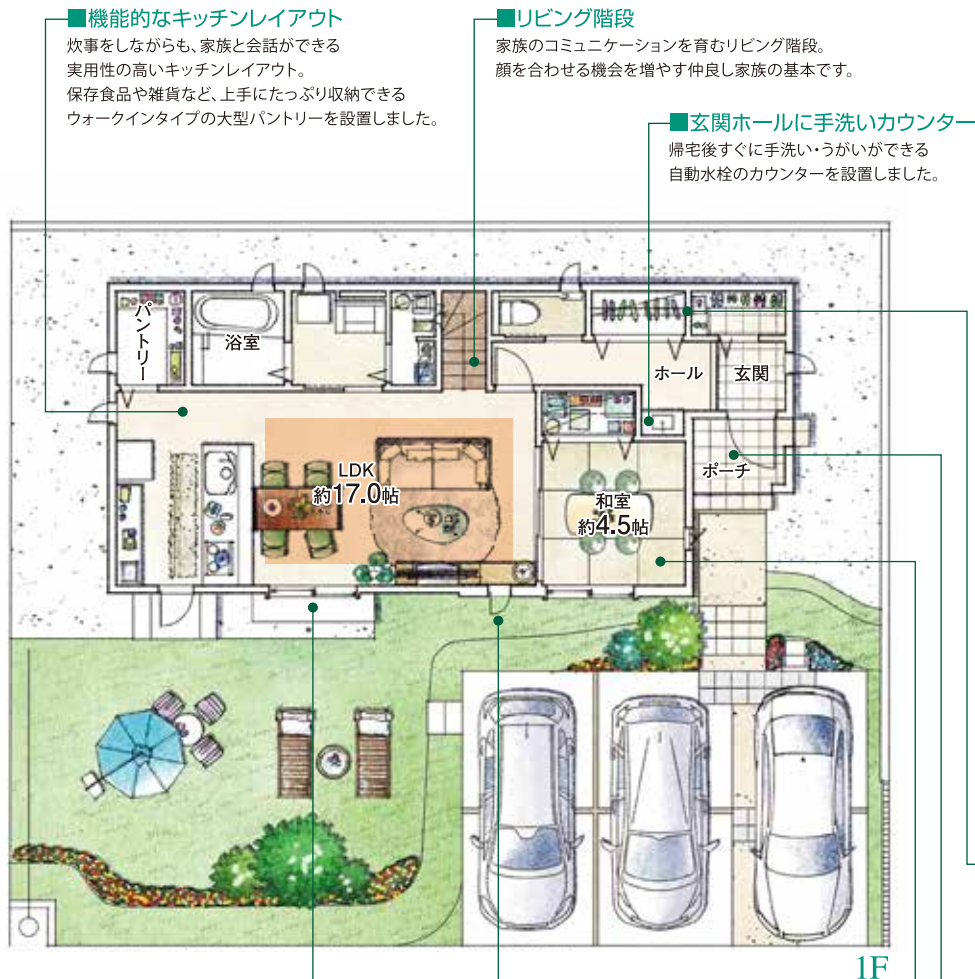 ■機能的なキッチンレイアウト
炊事をしながらも、家族と会話ができる
実用性の高いキッチンレイアウト。
保存食品や雑貨など、上手にたっぷり収納できる
ウォークインタイプの大型パントリーを設置しました。
■リビング階段
家族のコミュニケーションを育むリビング階段。
顔を合わせる機会を増やす仲良し家族の基本です。
■玄関ホールに手洗いカウンター
帰宅後すぐに手洗い・うがいができる
自動水栓のカウンターを設置しました。
パントリー
浴室
ホール
玄関
ポーチ
LDK
約17.0帖
和室
約4.5帖
1F